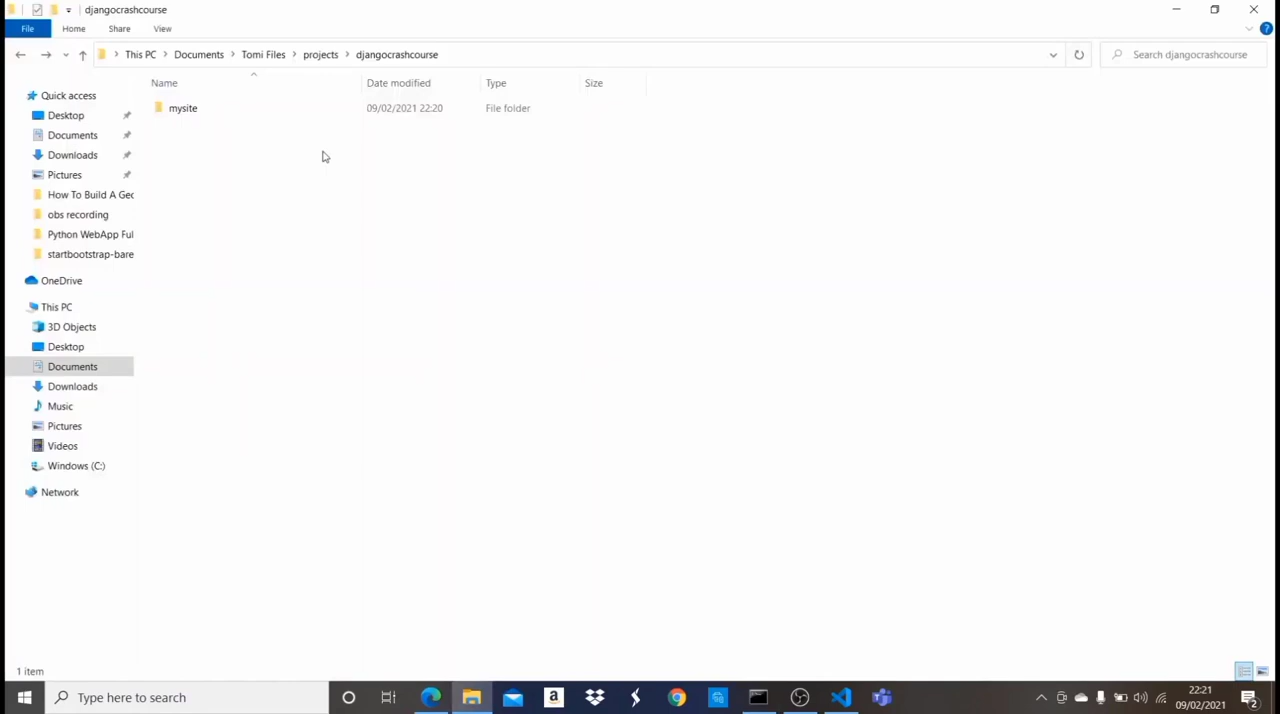 djangocrashcourse
File Home Share View
This PC Documents Tomi Files projects djangocrashcourse
Search djangocrashcourse
Name Date modified Type Size
mysite 09/02/2021 22:20 File folder
Quick access
Desktop
Documents
Downloads
Pictures
How To Build A Geo
obs recording
Python WebApp Ful
startbootstrap-bare
OneDrive
This PC
3D Objects
Desktop
Documents
Downloads
Music
Pictures
Videos
Windows (C:)
Network
1 item
Type here to search
22:21
09/02/2021
2